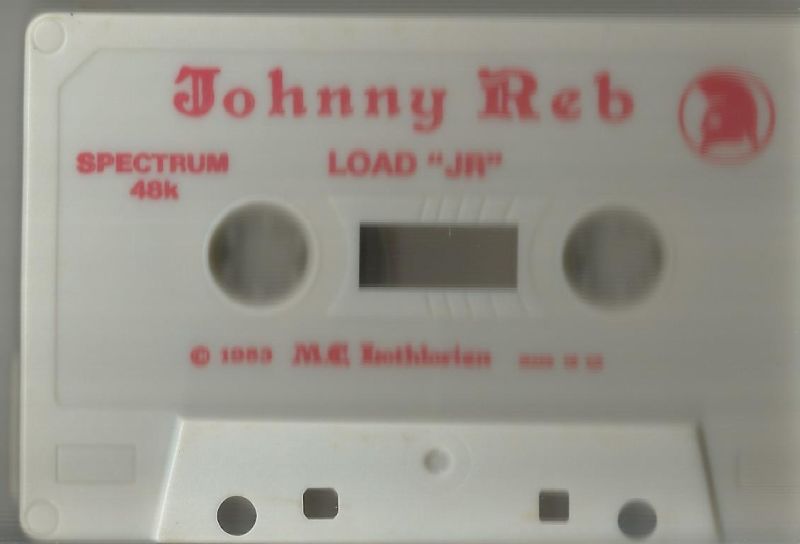 Johnny Reb
SPECTRUM
48k
LOAD "JR"
© 1983 M.C. Lothlorien